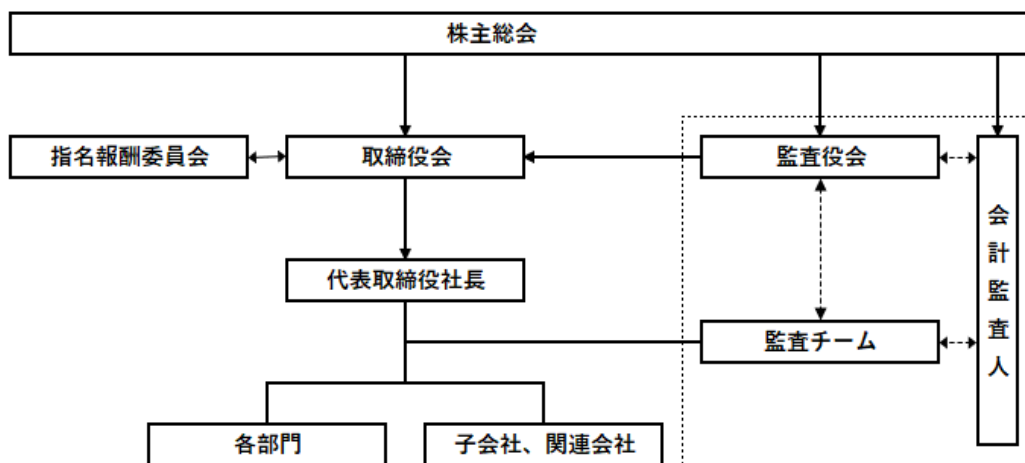 株主総会
指名報酬委員会
取締役会
監査役会
会計監査人
代表取締役社長
監査チーム
各部門
子会社、関連会社